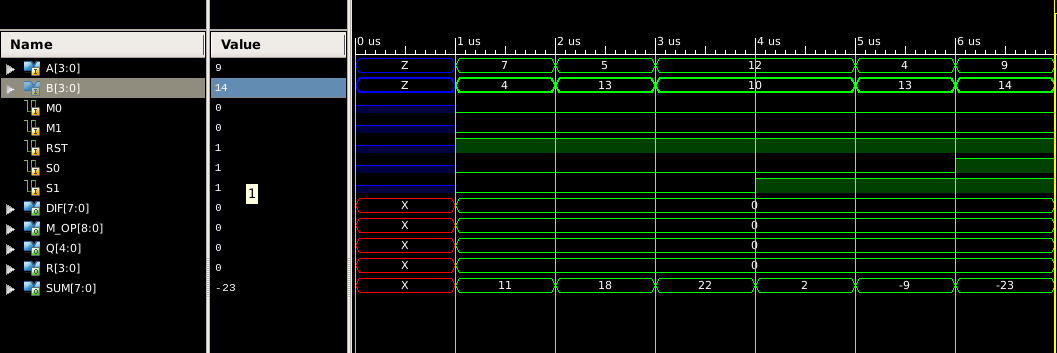 Name Value 0 us 1 us 2 us 3 us 4 us 5 us 6 us
A[3:0] 9 Z 7 5 12 4 9
B[3:0] 14 Z 4 13 10 13 14
M0 0
M1 0
RST 1
S0 1
S1 1 1
DIF[7:0] 0 X 0
M_OP[8:0] 0 X 0
Q[4:0] 0 X 0
R[3:0] 0 X 0
SUM[7:0] -23 X 11 18 22 2 -9 -23